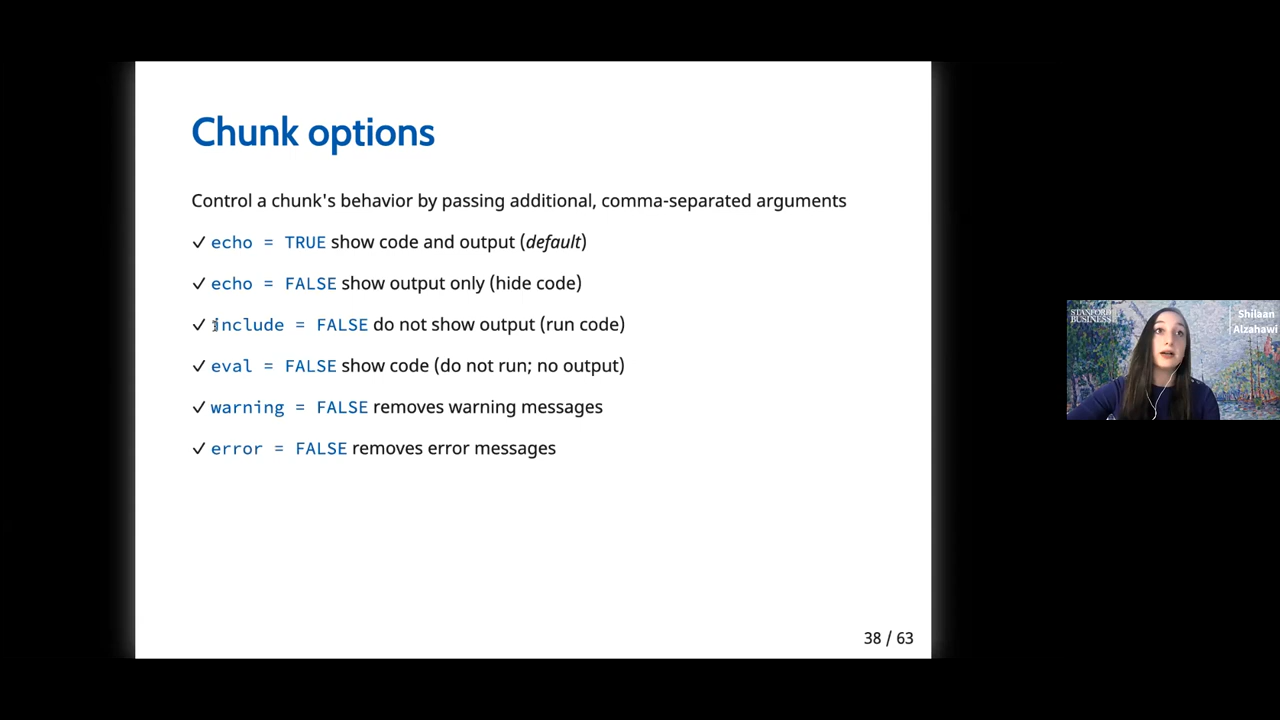 Chunk options
Control a chunk's behavior by passing additional, comma-separated arguments
✓ echo = TRUE show code and output (default)
✓ echo = FALSE show output only (hide code)
✓ include = FALSE do not show output (run code)
✓ eval = FALSE show code (do not run; no output)
✓ warning = FALSE removes warning messages
✓ error = FALSE removes error messages
38 / 63
STANFORD
BUSINESS
Shilaan
Alzahawi